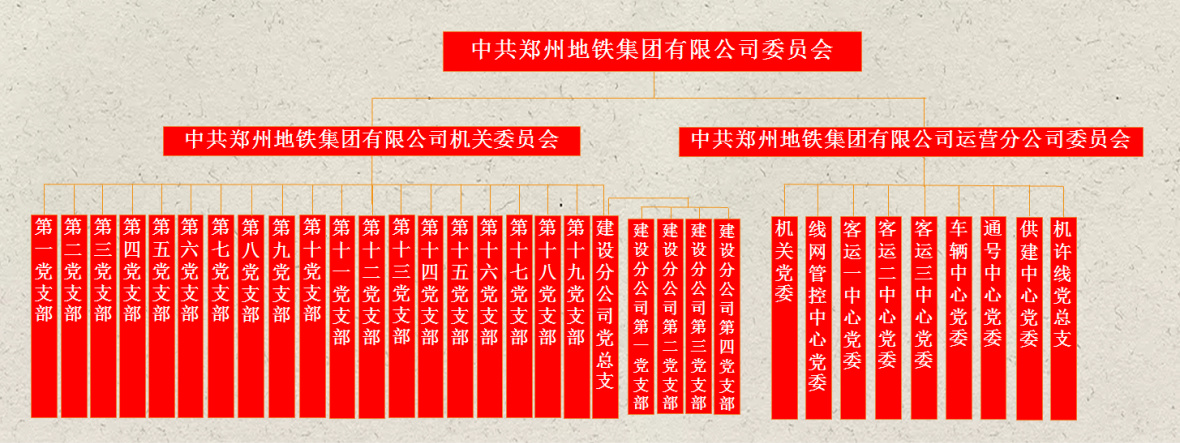 中共郑州地铁集团有限公司委员会
中共郑州地铁集团有限公司机关委员会
中共郑州地铁集团有限公司运营分公司委员会
第一党支部
第二党支部
第三党支部
第四党支部
第五党支部
第六党支部
第七党支部
第八党支部
第九党支部
第十党支部
第十一党支部
第十二党支部
第十三党支部
第十四党支部
第十五党支部
第十六党支部
第十七党支部
第十八党支部
第十九党支部
建设分公司党总支
建设分公司第一党支部
建设分公司第二党支部
建设分公司第三党支部
建设分公司第四党支部
机关党委
线网管控中心党委
客运一中心党委
客运二中心党委
客运三中心党委
车辆中心党委
通号中心党委
供建中心党委
机许线党总支